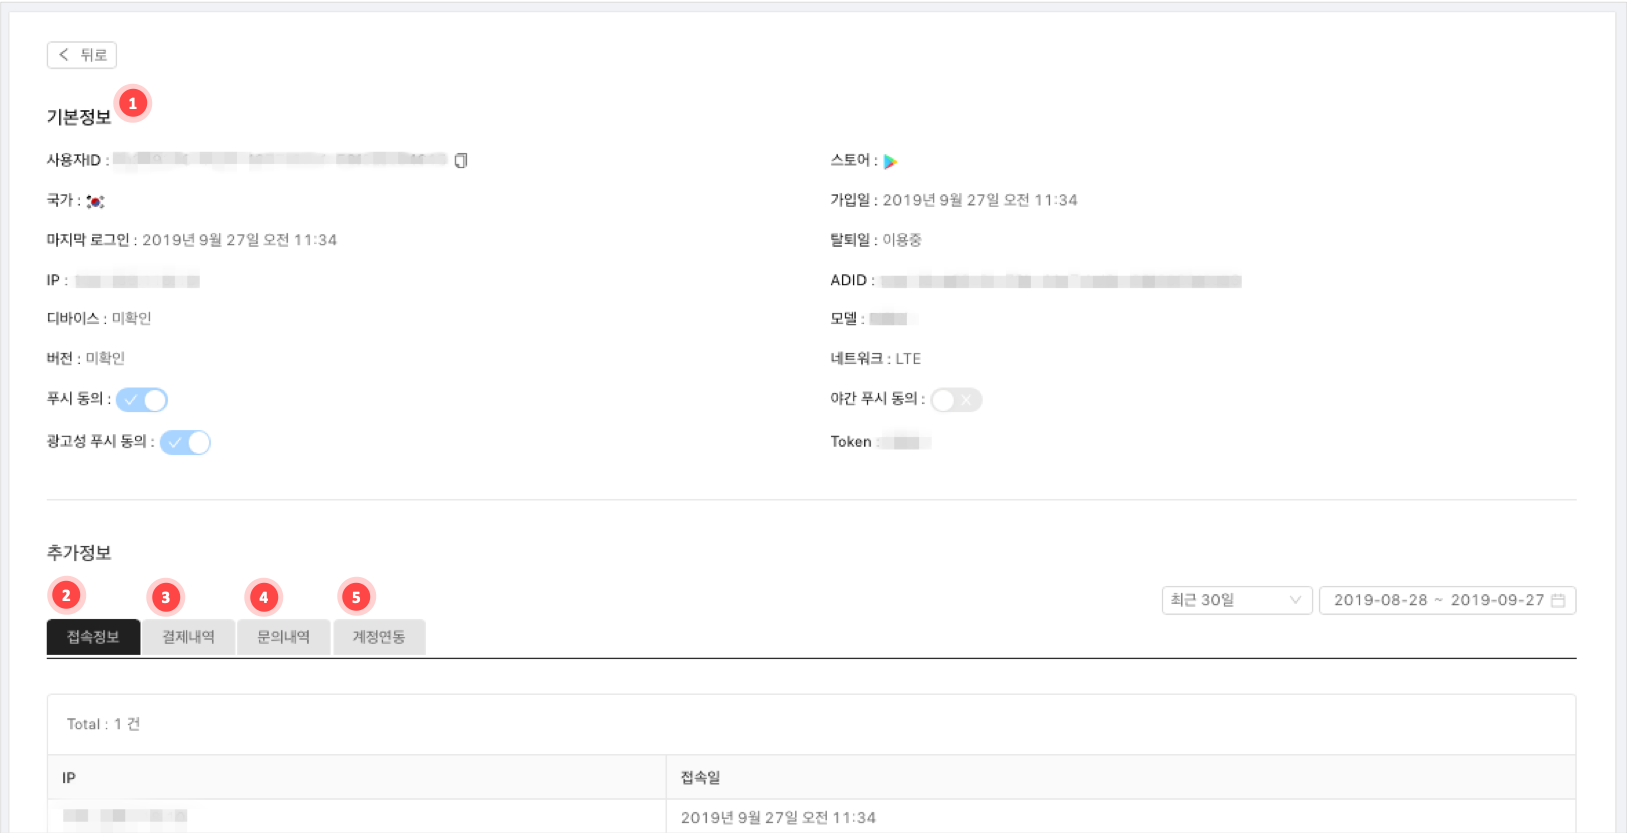 뒤로
기본정보 1
사용자ID :
스토어 :
국가 :
가입일 : 2019년 9월 27일 오전 11:34
마지막 로그인 : 2019년 9월 27일 오전 11:34
탈퇴일 : 이용중
IP :
ADID :
디바이스 : 미확인
모델 :
버전 : 미확인
네트워크 : LTE
푸시 동의 :
야간 푸시 동의 :
광고성 푸시 동의 :
Token :
추가정보
2 3 4 5
최근 30일 2019-08-28 ~ 2019-09-27
접속정보 결제내역 문의내역 계정연동
Total : 1 건
IP 접속일
2019년 9월 27일 오전 11:34